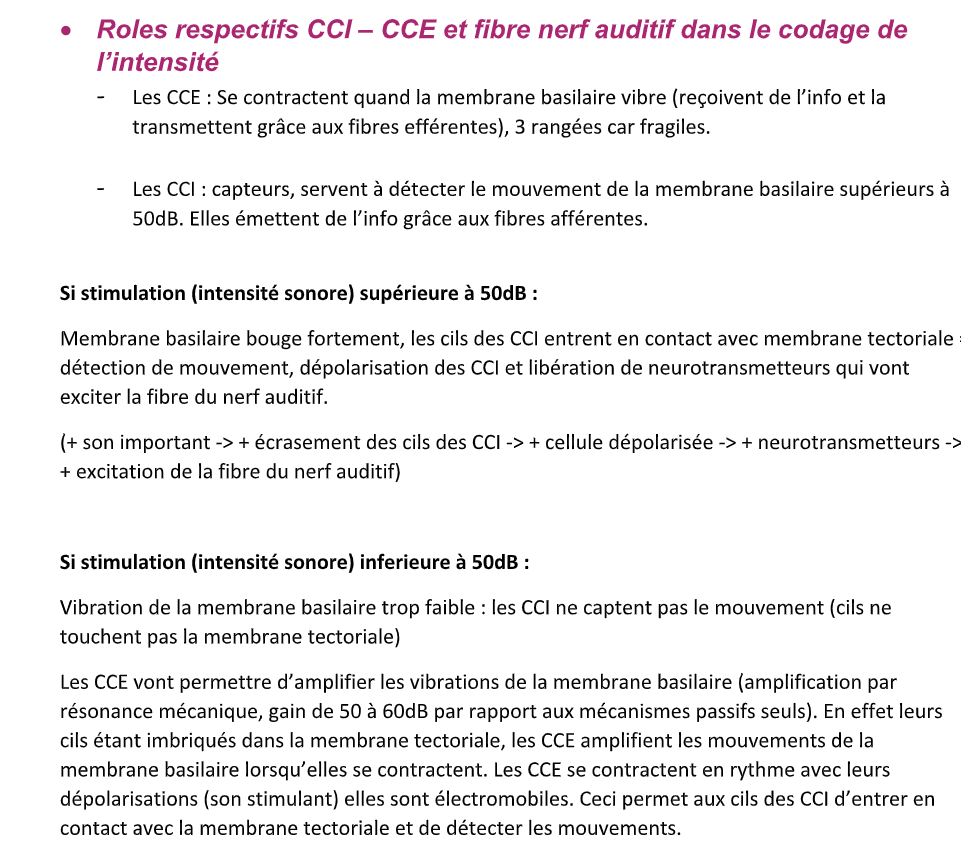 • Roles respectifs CCI – CCE et fibre nerf auditif dans le codage de
l'intensité
- Les CCE : Se contractent quand la membrane basilaire vibre (reçoivent de l'info et la
transmettent grâce aux fibres efférentes), 3 rangées car fragiles.
- Les CCI : capteurs, servent à détecter le mouvement de la membrane basilaire supérieurs à
50dB. Elles émettent de l'info grâce aux fibres afférentes.
Si stimulation (intensité sonore) supérieure à 50dB :
Membrane basilaire bouge fortement, les cils des CCI entrent en contact avec membrane tectoriale =
détection de mouvement, dépolarisation des CCI et libération de neurotransmetteurs qui vont
exciter la fibre du nerf auditif.
(+ son important -> + écrasement des cils des CCI -> + cellule dépolarisée -> + neurotransmetteurs ->
+ excitation de la fibre du nerf auditif)
Si stimulation (intensité sonore) inferieure à 50dB :
Vibration de la membrane basilaire trop faible : les CCI ne captent pas le mouvement (cils ne
touchent pas la membrane tectoriale)
Les CCE vont permettre d'amplifier les vibrations de la membrane basilaire (amplification par
résonance mécanique, gain de 50 à 60dB par rapport aux mécanismes passifs seuls). En effet leurs
cils étant imbriqués dans la membrane tectoriale, les CCE amplifient les mouvements de la
membrane basilaire lorsqu'elles se contractent. Les CCE se contractent en rythme avec leurs
dépolarisations (son stimulant) elles sont électromobiles. Ceci permet aux cils des CCI d'entrer en
contact avec la membrane tectoriale et de détecter les mouvements.